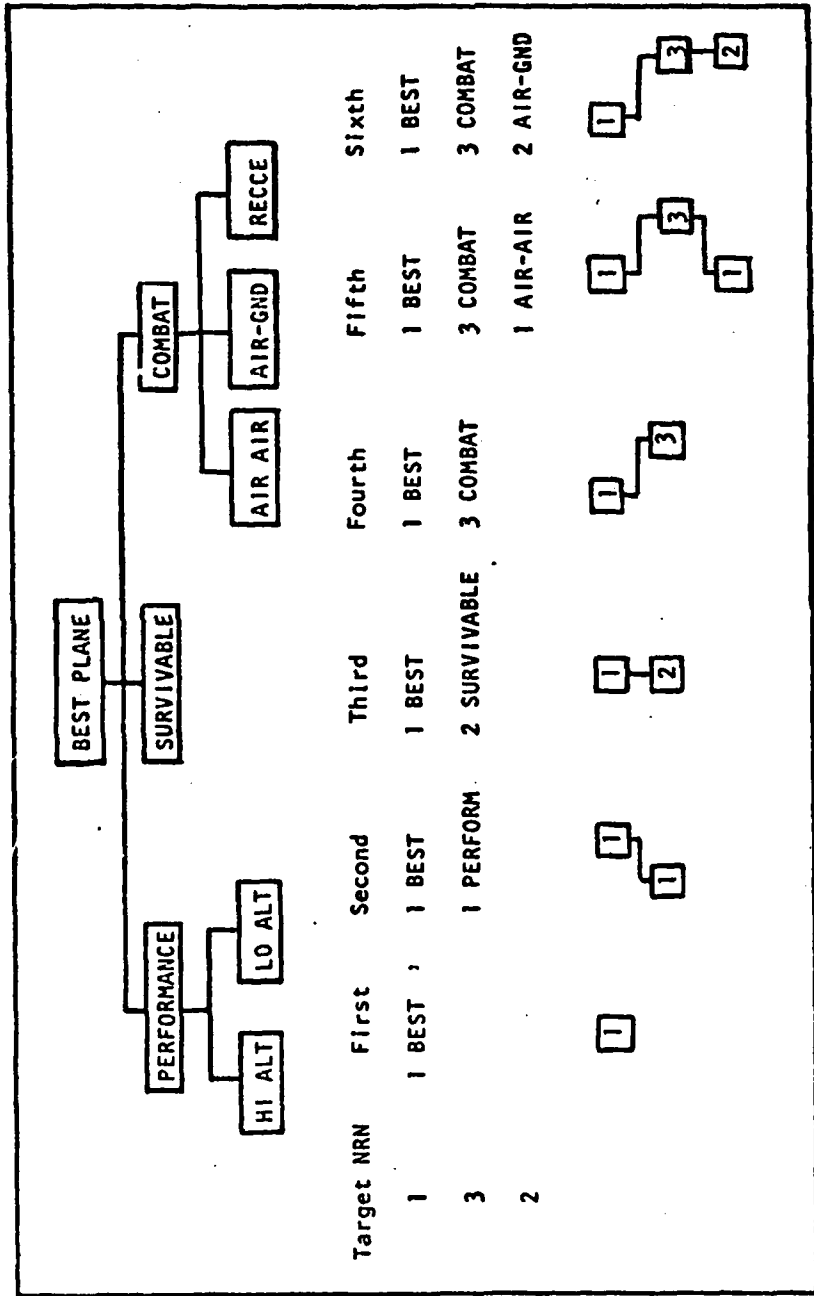 BEST PLANE
PERFORMANCE SURVIVABLE COMBAT
HI ALT LO ALT AIR AIR AIR-GND RECCE
Target NRN First Second Third Fourth Fifth Sixth
1 1 BEST , 1 BEST 1 BEST 1 BEST 1 BEST 1 BEST
3 1 PERFORM 2 SURVIVABLE 3 COMBAT 3 COMBAT 3 COMBAT
2 1 AIR-AIR 2 AIR-GND
1 1 1 1 1 1
1 2 3 3 3
1 2